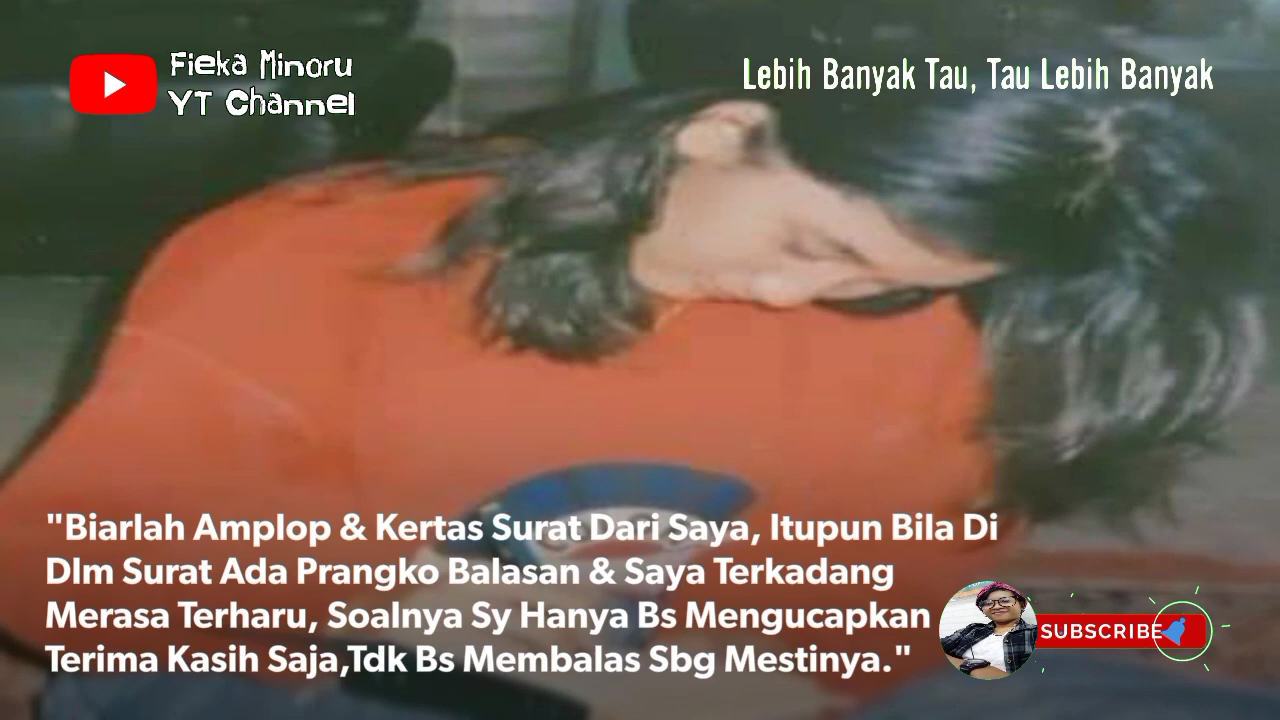 Fieka Minoru
YT Channel
Lebih Banyak Tau, Tau Lebih Banyak
"Biarlah Amplop & Kertas Surat Dari Saya, Itupun Bila Di
Dlm Surat Ada Prangko Balasan & Saya Terkadang
Merasa Terharu, Soalnya Sy Hanya Bs Mengucapkan
Terima Kasih Saja,Tdk Bs Membalas Sbg Mestinya."
SUBSCRIBE